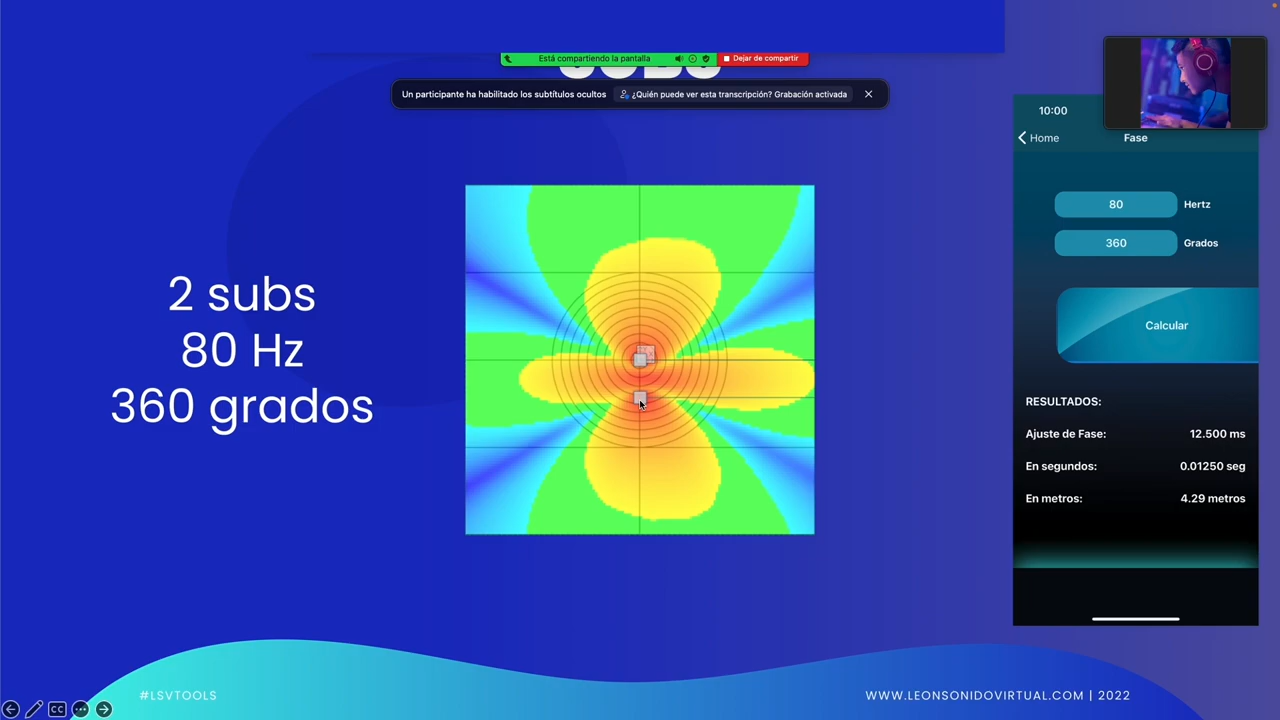 Está compartiendo la pantalla
Dejar de compartir
Un participante ha habilitado los subtítulos ocultos
¿Quién puede ver esta transcripción? Grabación activada
10:00
Home
Fase
80 Hertz
360 Grados
Calcular
RESULTADOS:
Ajuste de Fase: 12.500 ms
En segundos: 0.01250 seg
En metros: 4.29 metros
2 subs
80 Hz
360 grados
#LSVTOOLS
WWW.LEONSONIDOVIRTUAL.COM | 2022
CC